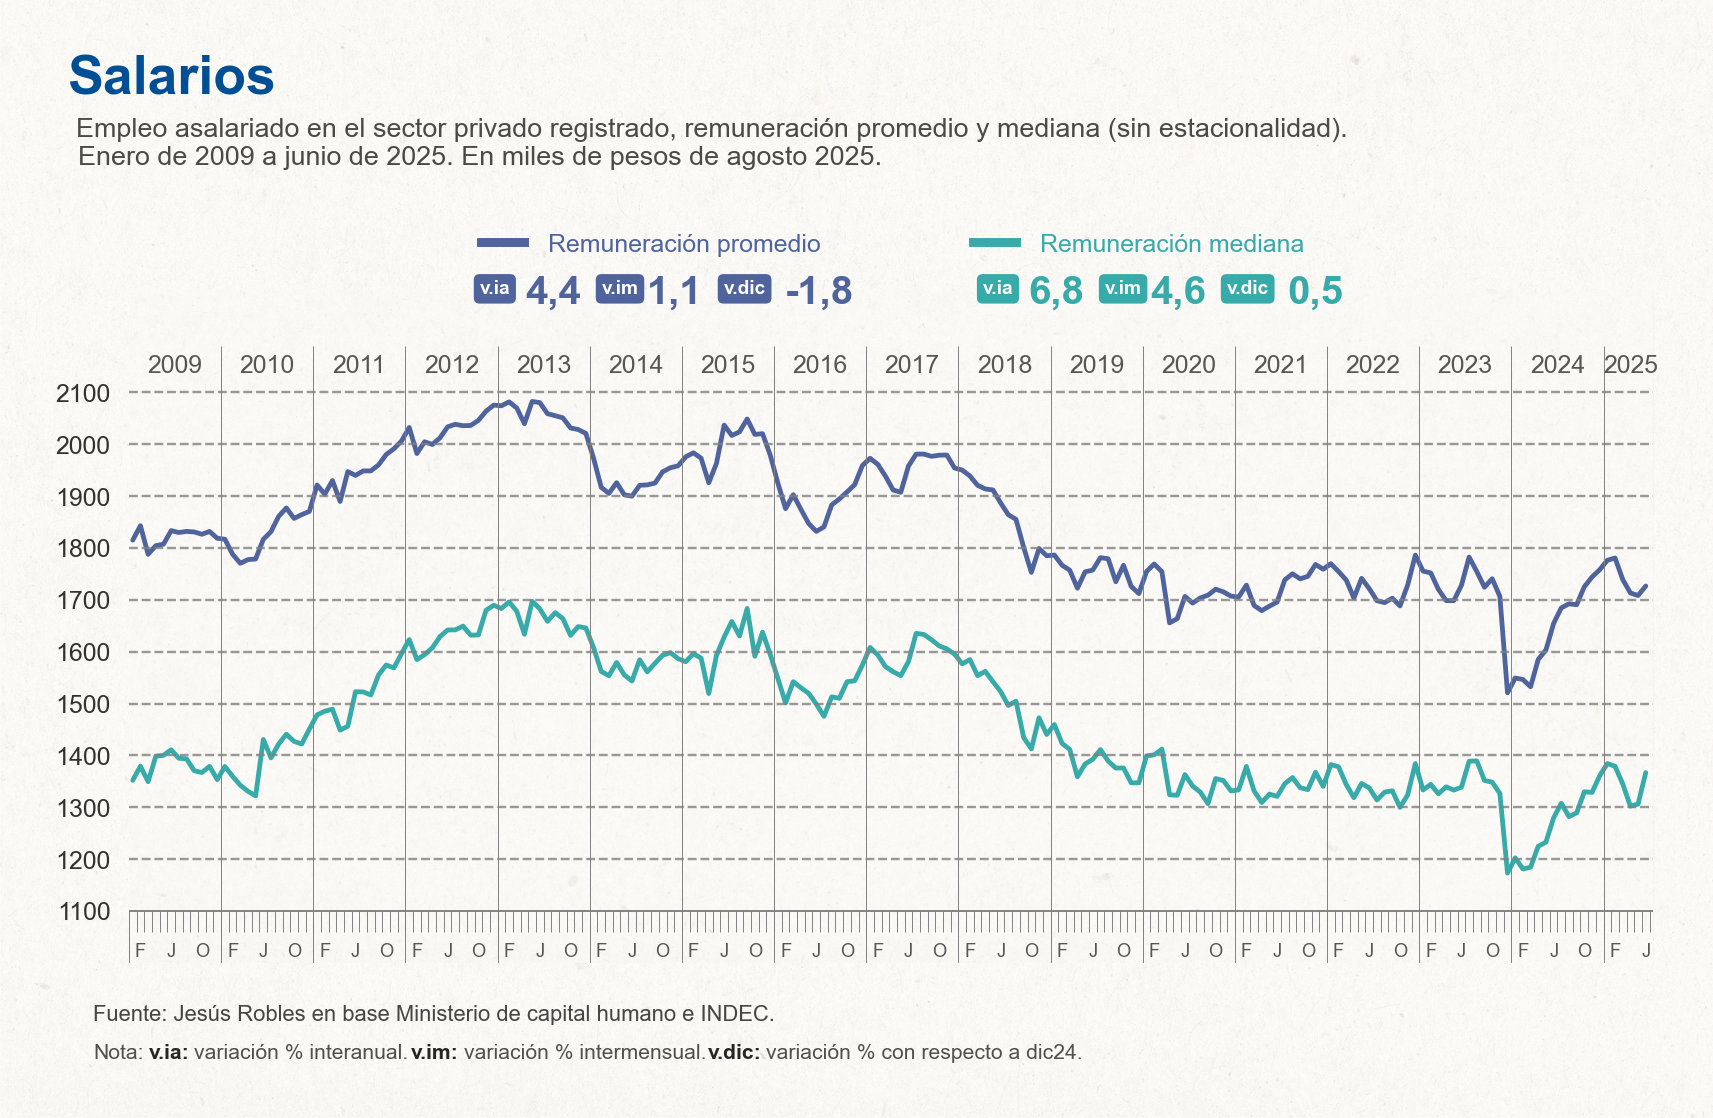 Salarios
Empleo asalariado en el sector privado registrado, remuneración promedio y mediana (sin estacionalidad).
Enero de 2009 a junio de 2025. En miles de pesos de agosto 2025.
Remuneración promedio Remuneración mediana
v.ia 4,4 v.im 1,1 v.dic -1,8 v.ia 6,8 v.im 4,6 v.dic 0,5
2009 2010 2011 2012 2013 2014 2015 2016 2017 2018 2019 2020 2021 2022 2023 2024 2025
2100
2000
1900
1800
1700
1600
1500
1400
1300
1200
1100
F J O F J O F J O F J O F J O F J O F J O F J O F J O F J O F J O F J O F J O F J O F J O F J O F J
Fuente: Jesús Robles en base Ministerio de capital humano e INDEC.
Nota: v.ia: variación % interanual. v.im: variación % intermensual. v.dic: variación % con respecto a dic24.